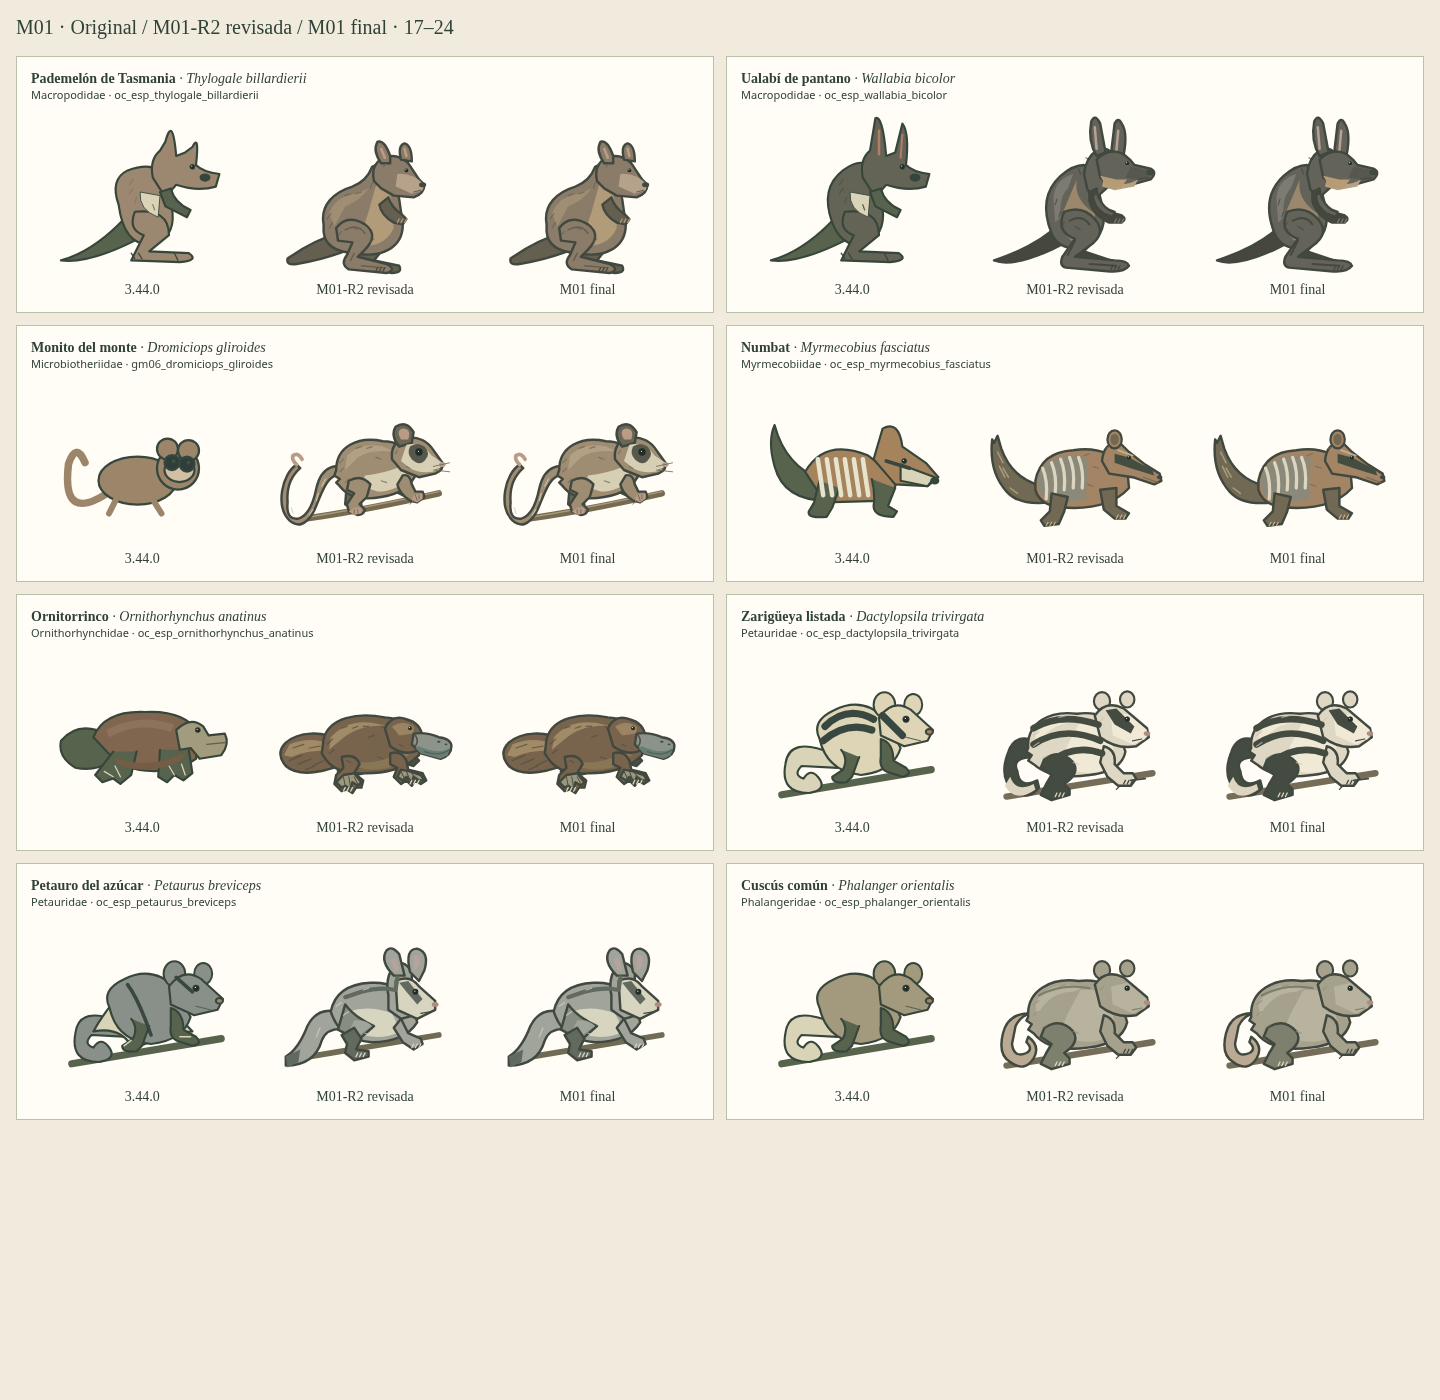 M01 · Original / M01-R2 revisada / M01 final · 17–24
Pademelón de Tasmania · Thylogale billardierii
Macropodidae · oc_esp_thylogale_billardierii
3.44.0 M01-R2 revisada M01 final
Ualabí de pantano · Wallabia bicolor
Macropodidae · oc_esp_wallabia_bicolor
3.44.0 M01-R2 revisada M01 final
Monito del monte · Dromiciops gliroides
Microbiotheriidae · gm06_dromiciops_gliroides
3.44.0 M01-R2 revisada M01 final
Numbat · Myrmecobius fasciatus
Myrmecobiidae · oc_esp_myrmecobius_fasciatus
3.44.0 M01-R2 revisada M01 final
Ornitorrinco · Ornithorhynchus anatinus
Ornithorhynchidae · oc_esp_ornithorhynchus_anatinus
3.44.0 M01-R2 revisada M01 final
Zarigüeya listada · Dactylopsila trivirgata
Petauridae · oc_esp_dactylopsila_trivirgata
3.44.0 M01-R2 revisada M01 final
Petauro del azúcar · Petaurus breviceps
Petauridae · oc_esp_petaurus_breviceps
3.44.0 M01-R2 revisada M01 final
Cuscús común · Phalanger orientalis
Phalangeridae · oc_esp_phalanger_orientalis
3.44.0 M01-R2 revisada M01 final